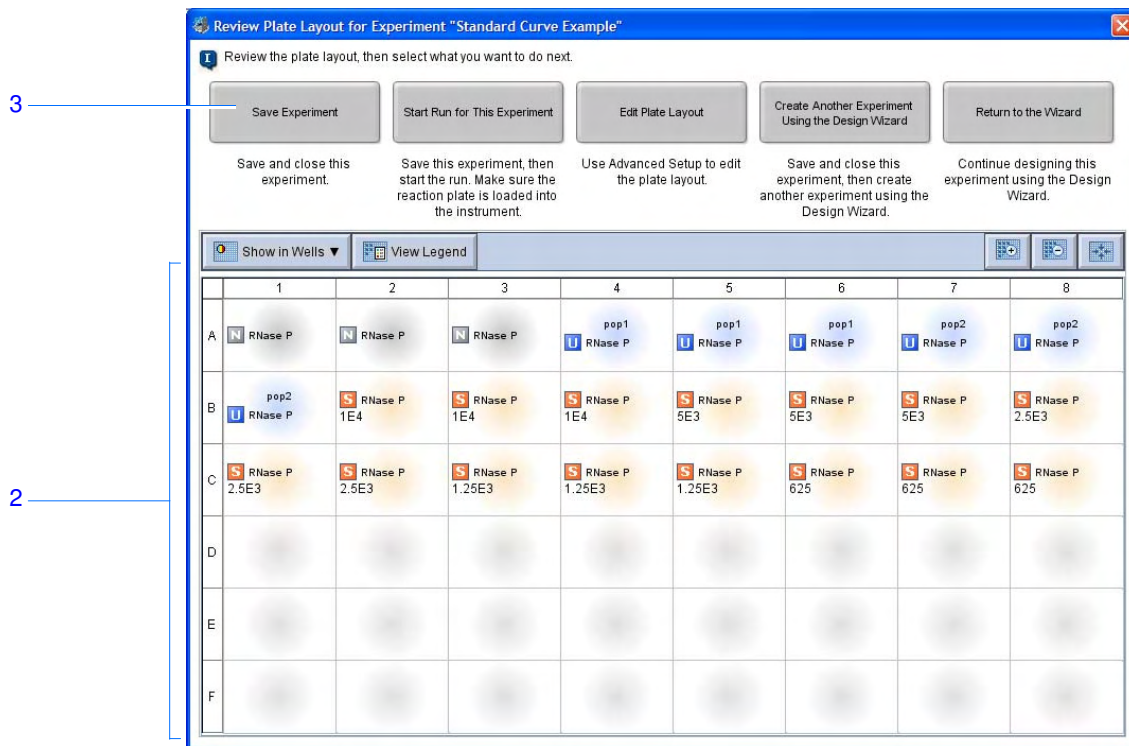 Review Plate Layout for Experiment "Standard Curve Example"
Review the plate layout, then select what you want to do next.
3
Save Experiment
Start Run for This Experiment
Edit Plate Layout
Create Another Experiment
Using the Design Wizard
Return to the Wizard
Save and close this
experiment.
Save this experiment, then
start the run. Make sure the
reaction plate is loaded into
the instrument.
Use Advanced Setup to edit
the plate layout.
Save and close this
experiment, then create
another experiment using the
Design Wizard.
Continue designing this
experiment using the Design
Wizard.
Show in Wells ▼ View Legend
2
1 2 3 4 5 6 7 8
A
N RNase P
N RNase P
N RNase P
pop1
U RNase P
pop1
U RNase P
pop1
U RNase P
pop2
U RNase P
pop2
U RNase P
B
pop2
U RNase P
S RNase P
1E4
S RNase P
1E4
S RNase P
1E4
S RNase P
5E3
S RNase P
5E3
S RNase P
5E3
S RNase P
2.5E3
C
S RNase P
2.5E3
S RNase P
2.5E3
S RNase P
1.25E3
S RNase P
1.25E3
S RNase P
1.25E3
S RNase P
625
S RNase P
625
S RNase P
625
D
E
F